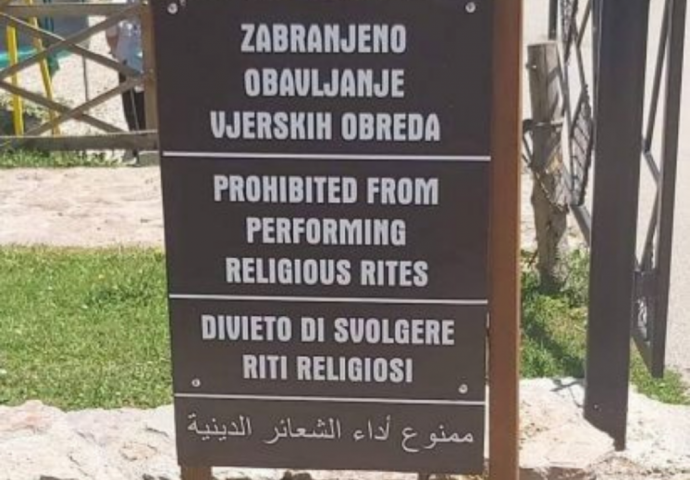 ZABRANJENO
OBAVLJANJE
VJERSKIH OBREDA
PROHIBITED FROM
PERFORMING
RELIGIOUS RITES
DIVIETO DI SVOLGERE
RITI RELIGIOSI
ممنوع أداء الشعائر الدينية